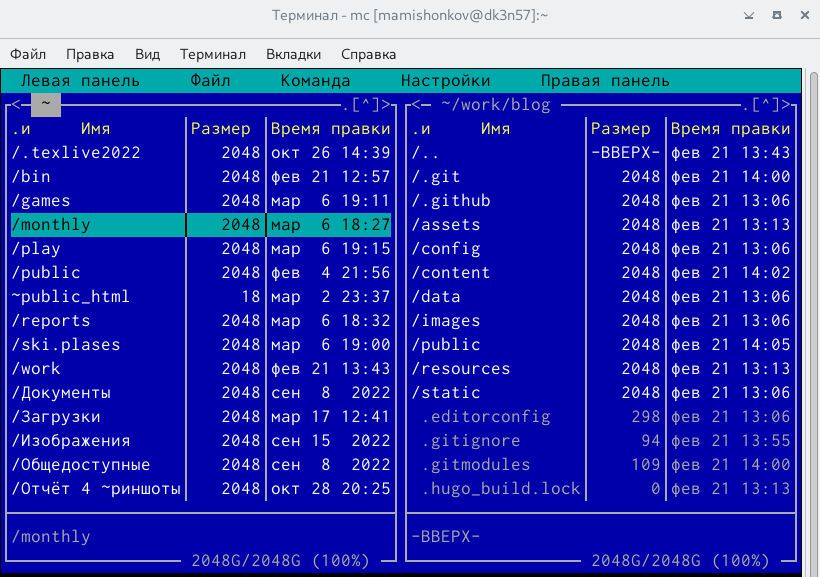 Терминал - mc [mamishonkov@dk3n57]:~
Файл Правка Вид Терминал Вкладки Справка
Левая панель Файл Команда Настройки Правая панель
<- ~ .[^]> <- ~/work/blog .[^]>
.и Имя Размер Время правки .и Имя Размер Время правки
/.texlive2022 2048 окт 26 14:39 /.. -ВВЕРХ- фев 21 13:43
/bin 2048 фев 21 12:57 /.git 2048 фев 21 14:00
/games 2048 мар 6 19:11 /.github 2048 фев 21 13:06
/monthly 2048 мар 6 18:27 /assets 2048 фев 21 13:13
/play 2048 мар 6 19:15 /config 2048 фев 21 13:06
/public 2048 фев 4 21:56 /content 2048 фев 21 14:02
~public_html 18 мар 2 23:37 /data 2048 фев 21 13:06
/reports 2048 мар 6 18:32 /images 2048 фев 21 13:06
/ski.plases 2048 мар 6 19:00 /public 2048 фев 21 14:05
/work 2048 фев 21 13:43 /resources 2048 фев 21 13:13
/Документы 2048 сен 8 2022 /static 2048 фев 21 13:06
/Загрузки 2048 мар 17 12:41 .editorconfig 298 фев 21 13:06
/Изображения 2048 сен 15 2022 .gitignore 94 фев 21 13:55
/Общедоступные 2048 сен 8 2022 .gitmodules 109 фев 21 14:00
/Отчёт 4 ~риншоты 2048 окт 28 20:25 .hugo_build.lock 0 фев 21 13:13
/monthly -ВВЕРХ-
2048G/2048G (100%) 2048G/2048G (100%)